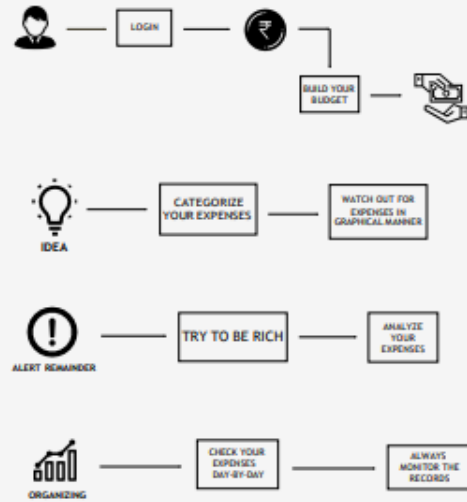 LOGIN
₹
BUILD YOUR
BUDGET
CATEGORIZE
YOUR EXPENSES
WATCH OUT FOR
EXPENSES IN
GRAPHICAL MANNER
IDEA
TRY TO BE RICH
ANALYZE
YOUR
EXPENSES
ALERT REMAINDER
CHECK YOUR
EXPENSES
DAY-BY-DAY
ALWAYS
MONITOR THE
RECORDS
ORGANIZING